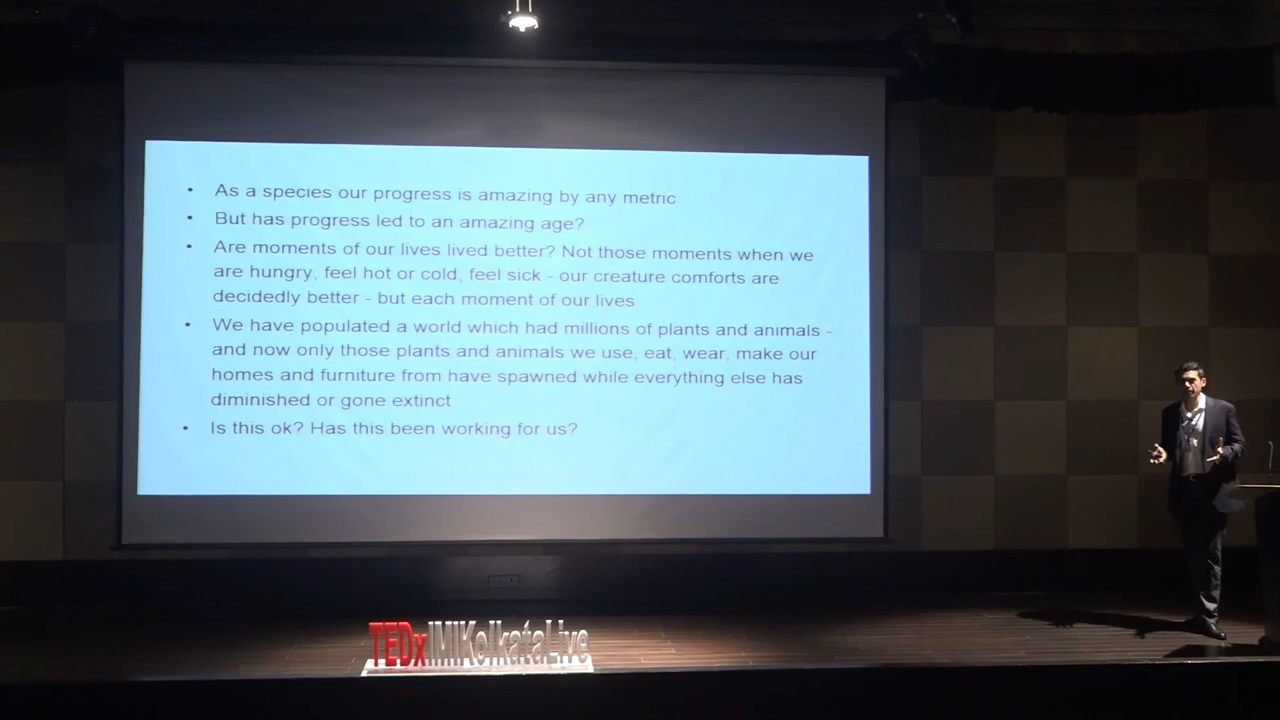 • As a species our progress is amazing by any metric
• But has progress led to an amazing age?
• Are moments of our lives lived better? Not those moments when we
are hungry, feel hot or cold, feel sick - our creature comforts are
decidedly better - but each moment of our lives
• We have populated a world which had millions of plants and animals -
and now only those plants and animals we use, eat, wear, make our
homes and furniture from have spawned while everything else has
diminished or gone extinct
• Is this ok? Has this been working for us?
TEDxIMIKolkataLive